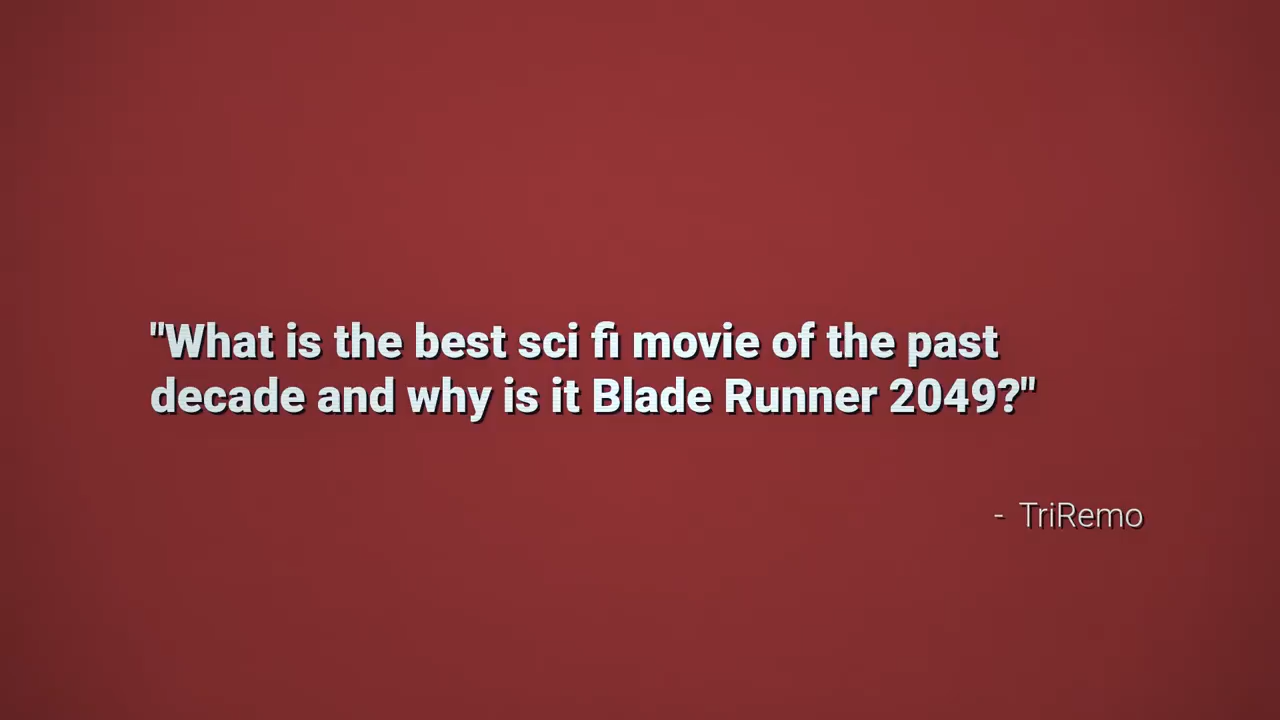 "What is the best sci fi movie of the past
decade and why is it Blade Runner 2049?"
- TriRemo